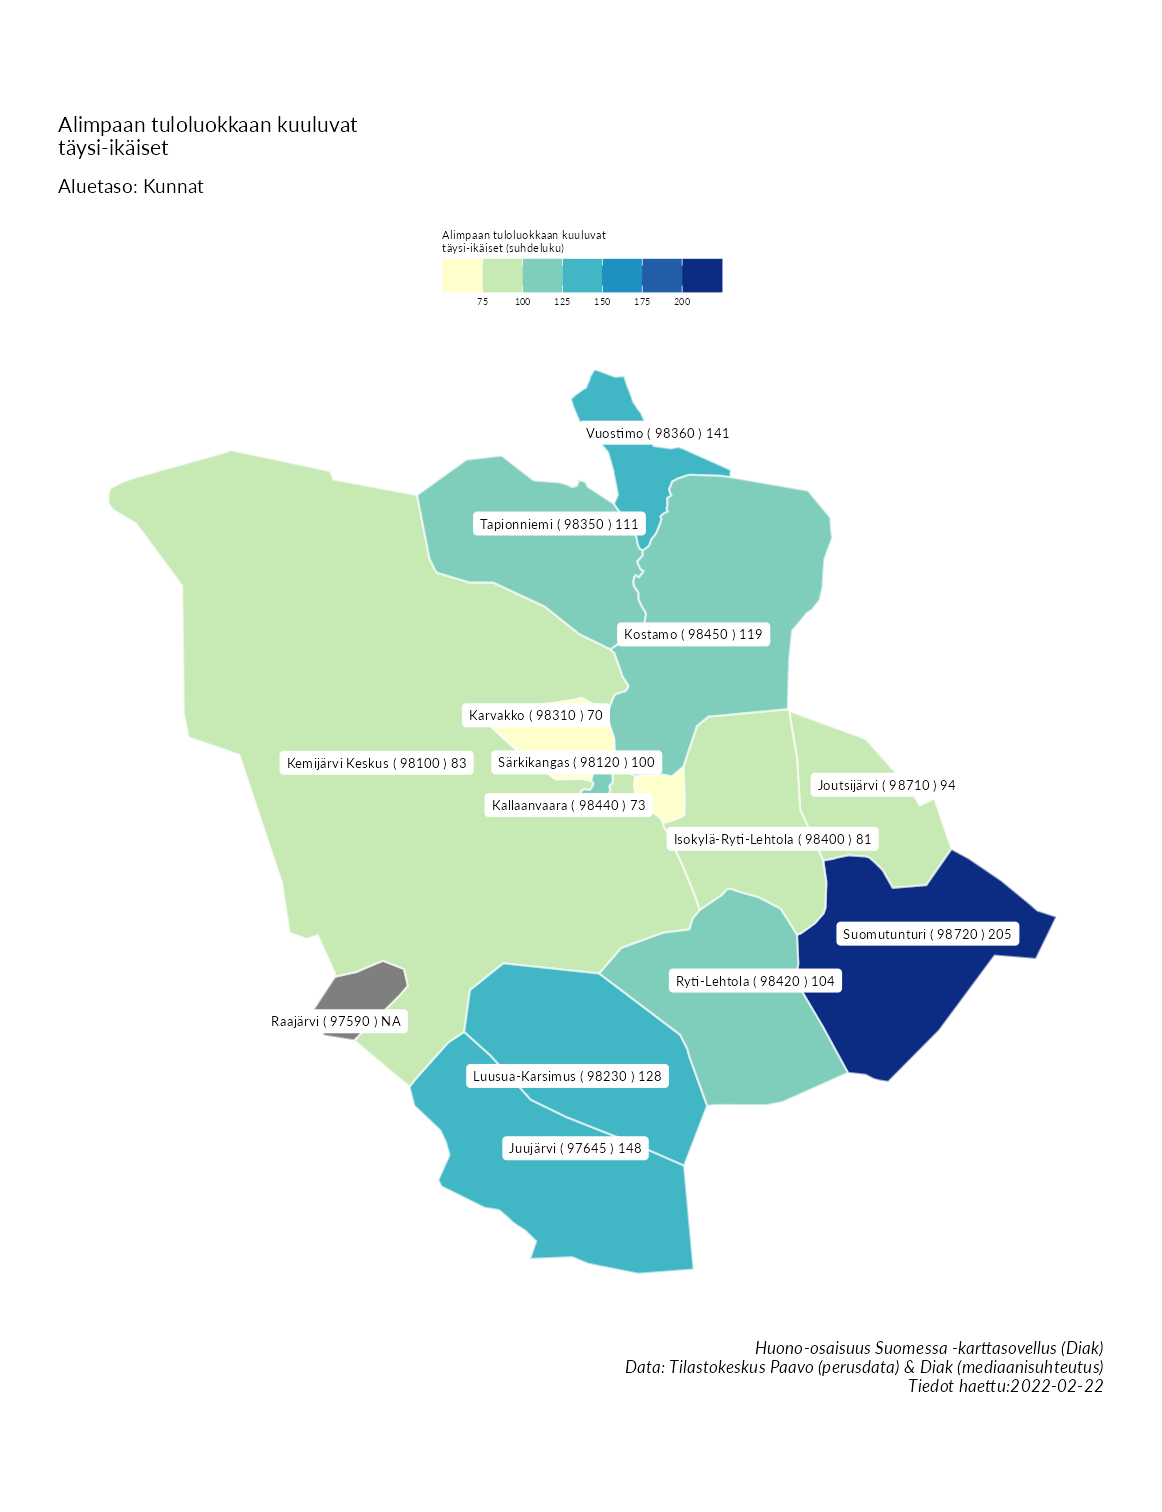 Alimpaan tuloluokkaan kuuluvat
täysi-ikäiset
Aluetaso: Kunnat
Alimpaan tuloluokkaan kuuluvat
täysi-ikäiset (suhdeluku)
75 100 125 150 175 200
Vuostimo ( 98360 ) 141
Tapionniemi ( 98350 ) 111
Kostamo ( 98450 ) 119
Karvakko ( 98310 ) 70
Kemijärvi Keskus ( 98100 ) 83
Särkikangas ( 98120 ) 100
Joutsijärvi ( 98710 ) 94
Kallaanvaara ( 98440 ) 73
Isokylä-Ryti-Lehtola ( 98400 ) 81
Suomutunturi ( 98720 ) 205
Ryti-Lehtola ( 98420 ) 104
Raajärvi ( 97590 ) NA
Luusua-Karsimus ( 98230 ) 128
Juujärvi ( 97645 ) 148
Huono-osaisuus Suomessa -karttasovellus (Diak)
Data: Tilastokeskus Paavo (perusdata) & Diak (mediaanisuhteutus)
Tiedot haettu:2022-02-22